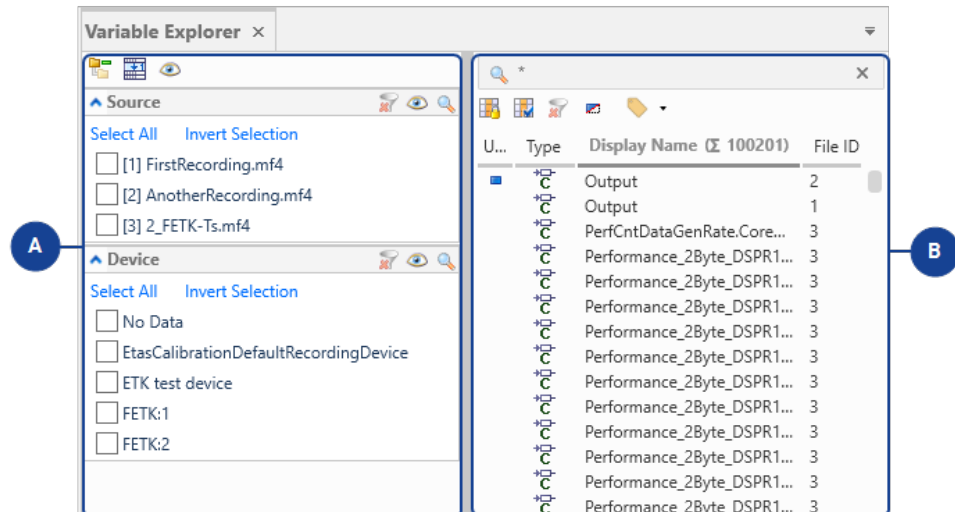 Variable Explorer ×
Source
Select All Invert Selection
[1] FirstRecording.mf4
[2] AnotherRecording.mf4
[3] 2_FETK-Ts.mf4
A
Device
Select All Invert Selection
No Data
EtasCalibrationDefaultRecordingDevice
ETK test device
FETK:1
FETK:2
*
U... Type Display Name (Σ 100201) File ID
C Output 2
C Output 1
C PerfCntDataGenRate.Core... 3
C Performance_2Byte_DSPR1... 3
B
C Performance_2Byte_DSPR1... 3
C Performance_2Byte_DSPR1... 3
C Performance_2Byte_DSPR1... 3
C Performance_2Byte_DSPR1... 3
C Performance_2Byte_DSPR1... 3
C Performance_2Byte_DSPR1... 3
C Performance_2Byte_DSPR1... 3
C Performance_2Byte_DSPR1... 3
C Performance_2Byte_DSPR1... 3
C Performance_2Byte_DSPR1... 3